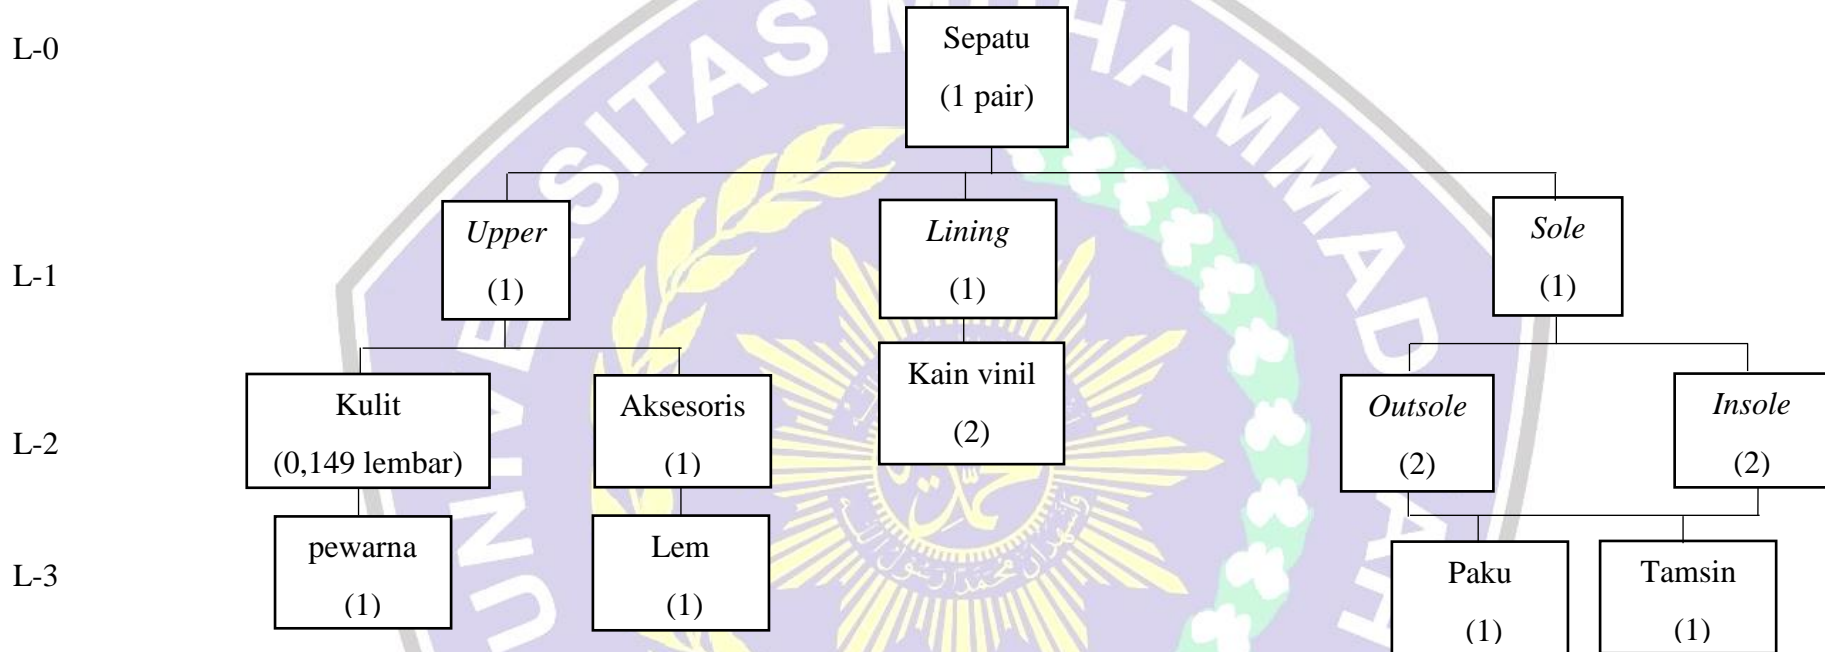 L-0
Sepatu
(1 pair)
L-1
Upper
(1)
Lining
(1)
Sole
(1)
L-2
Kulit
(0,149 lembar)
Aksesoris
(1)
Kain vinil
(2)
Outsole
(2)
Insole
(2)
L-3
pewarna
(1)
Lem
(1)
Paku
(1)
Tamsin
(1)